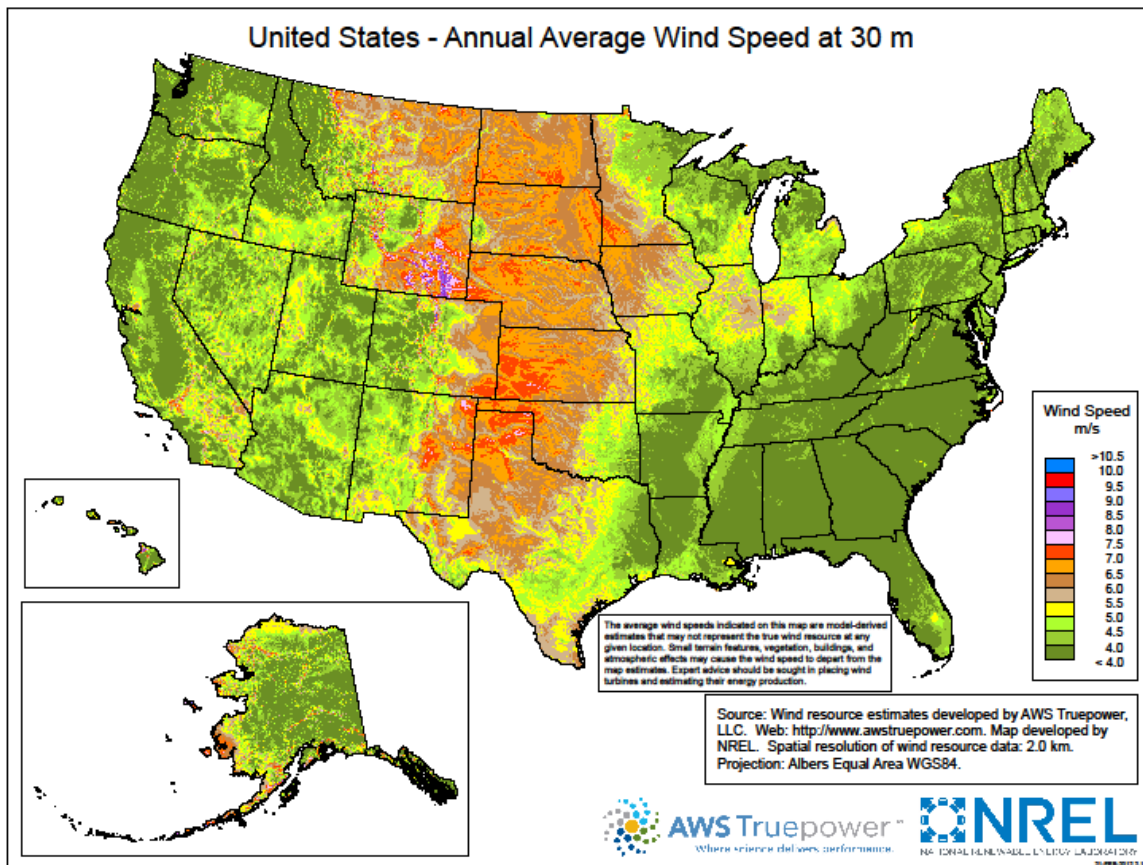 United States - Annual Average Wind Speed at 30 m
Wind Speed
m/s
>10.5
10.0
9.5
9.0
8.5
8.0
7.5
7.0
6.5
6.0
5.5
5.0
4.5
4.0
< 4.0
The average wind speeds indicated on this map are model-derived
estimates that may not represent the true wind resource at any
given location. Small terrain features, vegetation, buildings, and
atmospheric effects may cause the wind speed to depart from the
map estimates. Expert advice should be sought in placing wind
turbines and estimating their energy production.
Source: Wind resource estimates developed by AWS Truepower,
LLC. Web: http://www.awstruepower.com. Map developed by
NREL. Spatial resolution of wind resource data: 2.0 km.
Projection: Albers Equal Area WGS84.
AWS Truepower™
Where science delivers performance.
NREL
NATIONAL RENEWABLE ENERGY LABORATORY